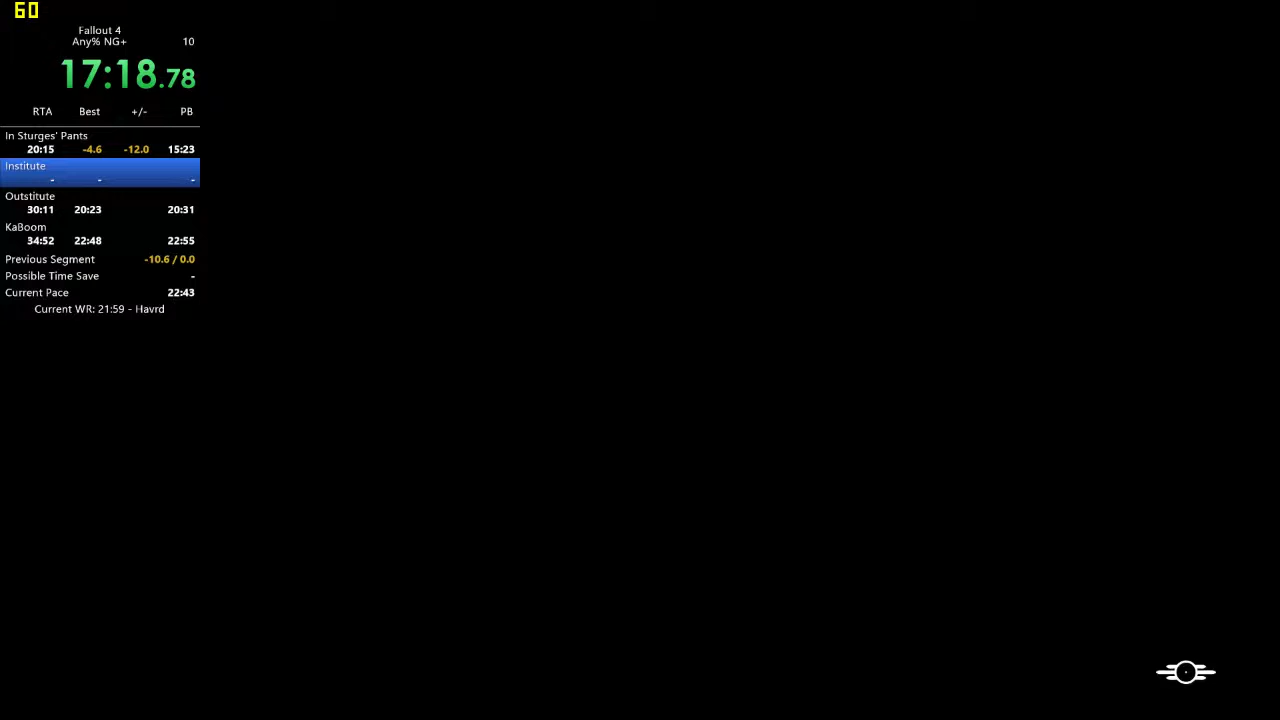 60
Fallout 4
Any% NG+ 10
17:18.78
RTA Best +/- PB
In Sturges' Pants
20:15 -4.6 -12.0 15:23
Institute
- - -
Outstitute
30:11 20:23 20:31
KaBoom
34:52 22:48 22:55
Previous Segment -10.6 / 0.0
Possible Time Save -
Current Pace 22:43
Current WR: 21:59 - Havrd